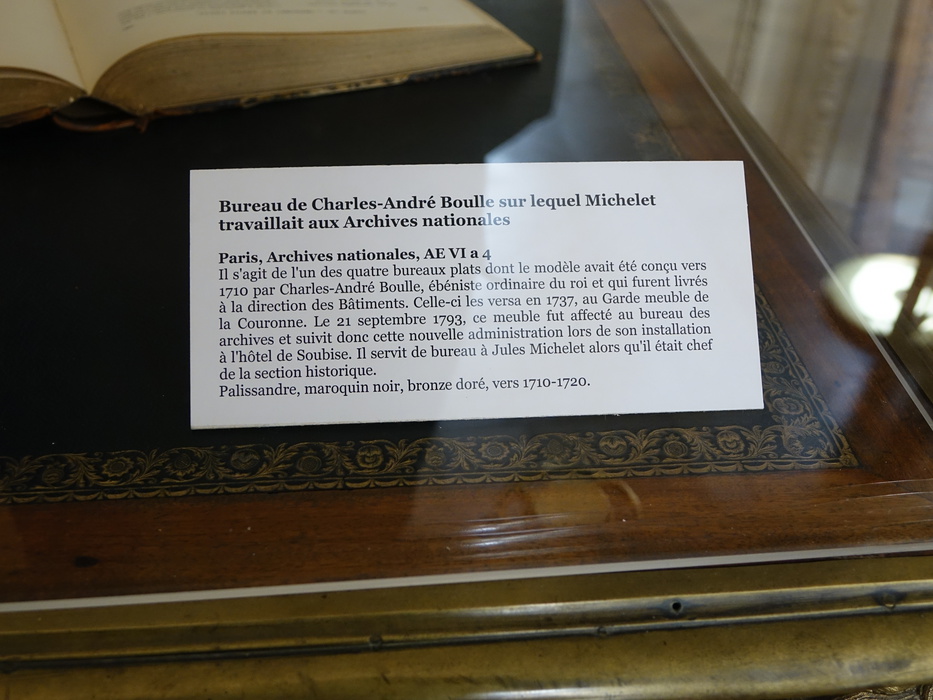 Bureau de Charles-André Boulle sur lequel Michelet
travaillait aux Archives nationales
Paris, Archives nationales, AE VI a 4
Il s'agit de l'un des quatre bureaux plats dont le modèle avait été conçu vers
1710 par Charles-André Boulle, ébéniste ordinaire du roi et qui furent livrés
à la direction des Bâtiments. Celle-ci les versa en 1737, au Garde meuble de
la Couronne. Le 21 septembre 1793, ce meuble fut affecté au bureau des
archives et suivit donc cette nouvelle administration lors de son installation
à l'hôtel de Soubise. Il servit de bureau à Jules Michelet alors qu'il était chef
de la section historique.
Palissandre, maroquin noir, bronze doré, vers 1710-1720.